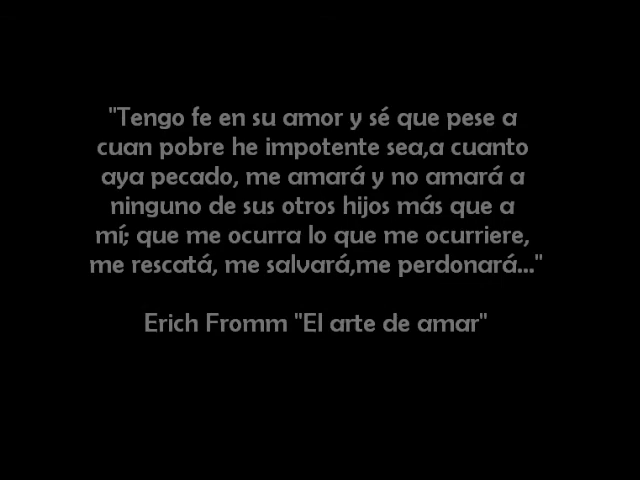 "Tengo fe en su amor y sé que pese a
cuan pobre he impotente sea,a cuanto
aya pecado, me amará y no amará a
ninguno de sus otros hijos más que a
mí; que me ocurra lo que me ocurriere,
me rescatá, me salvará,me perdonará..."
Erich Fromm "El arte de amar"